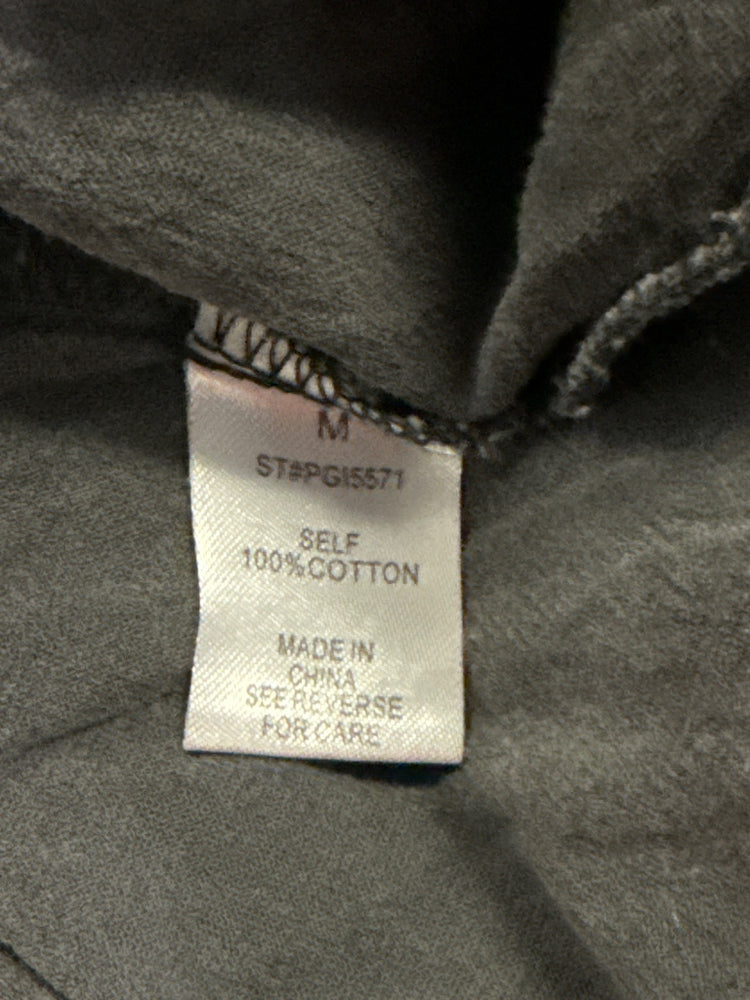 M
ST#PGI5571
SELF
100%COTTON
MADE IN
CHINA
SEE REVERSE
FOR CARE